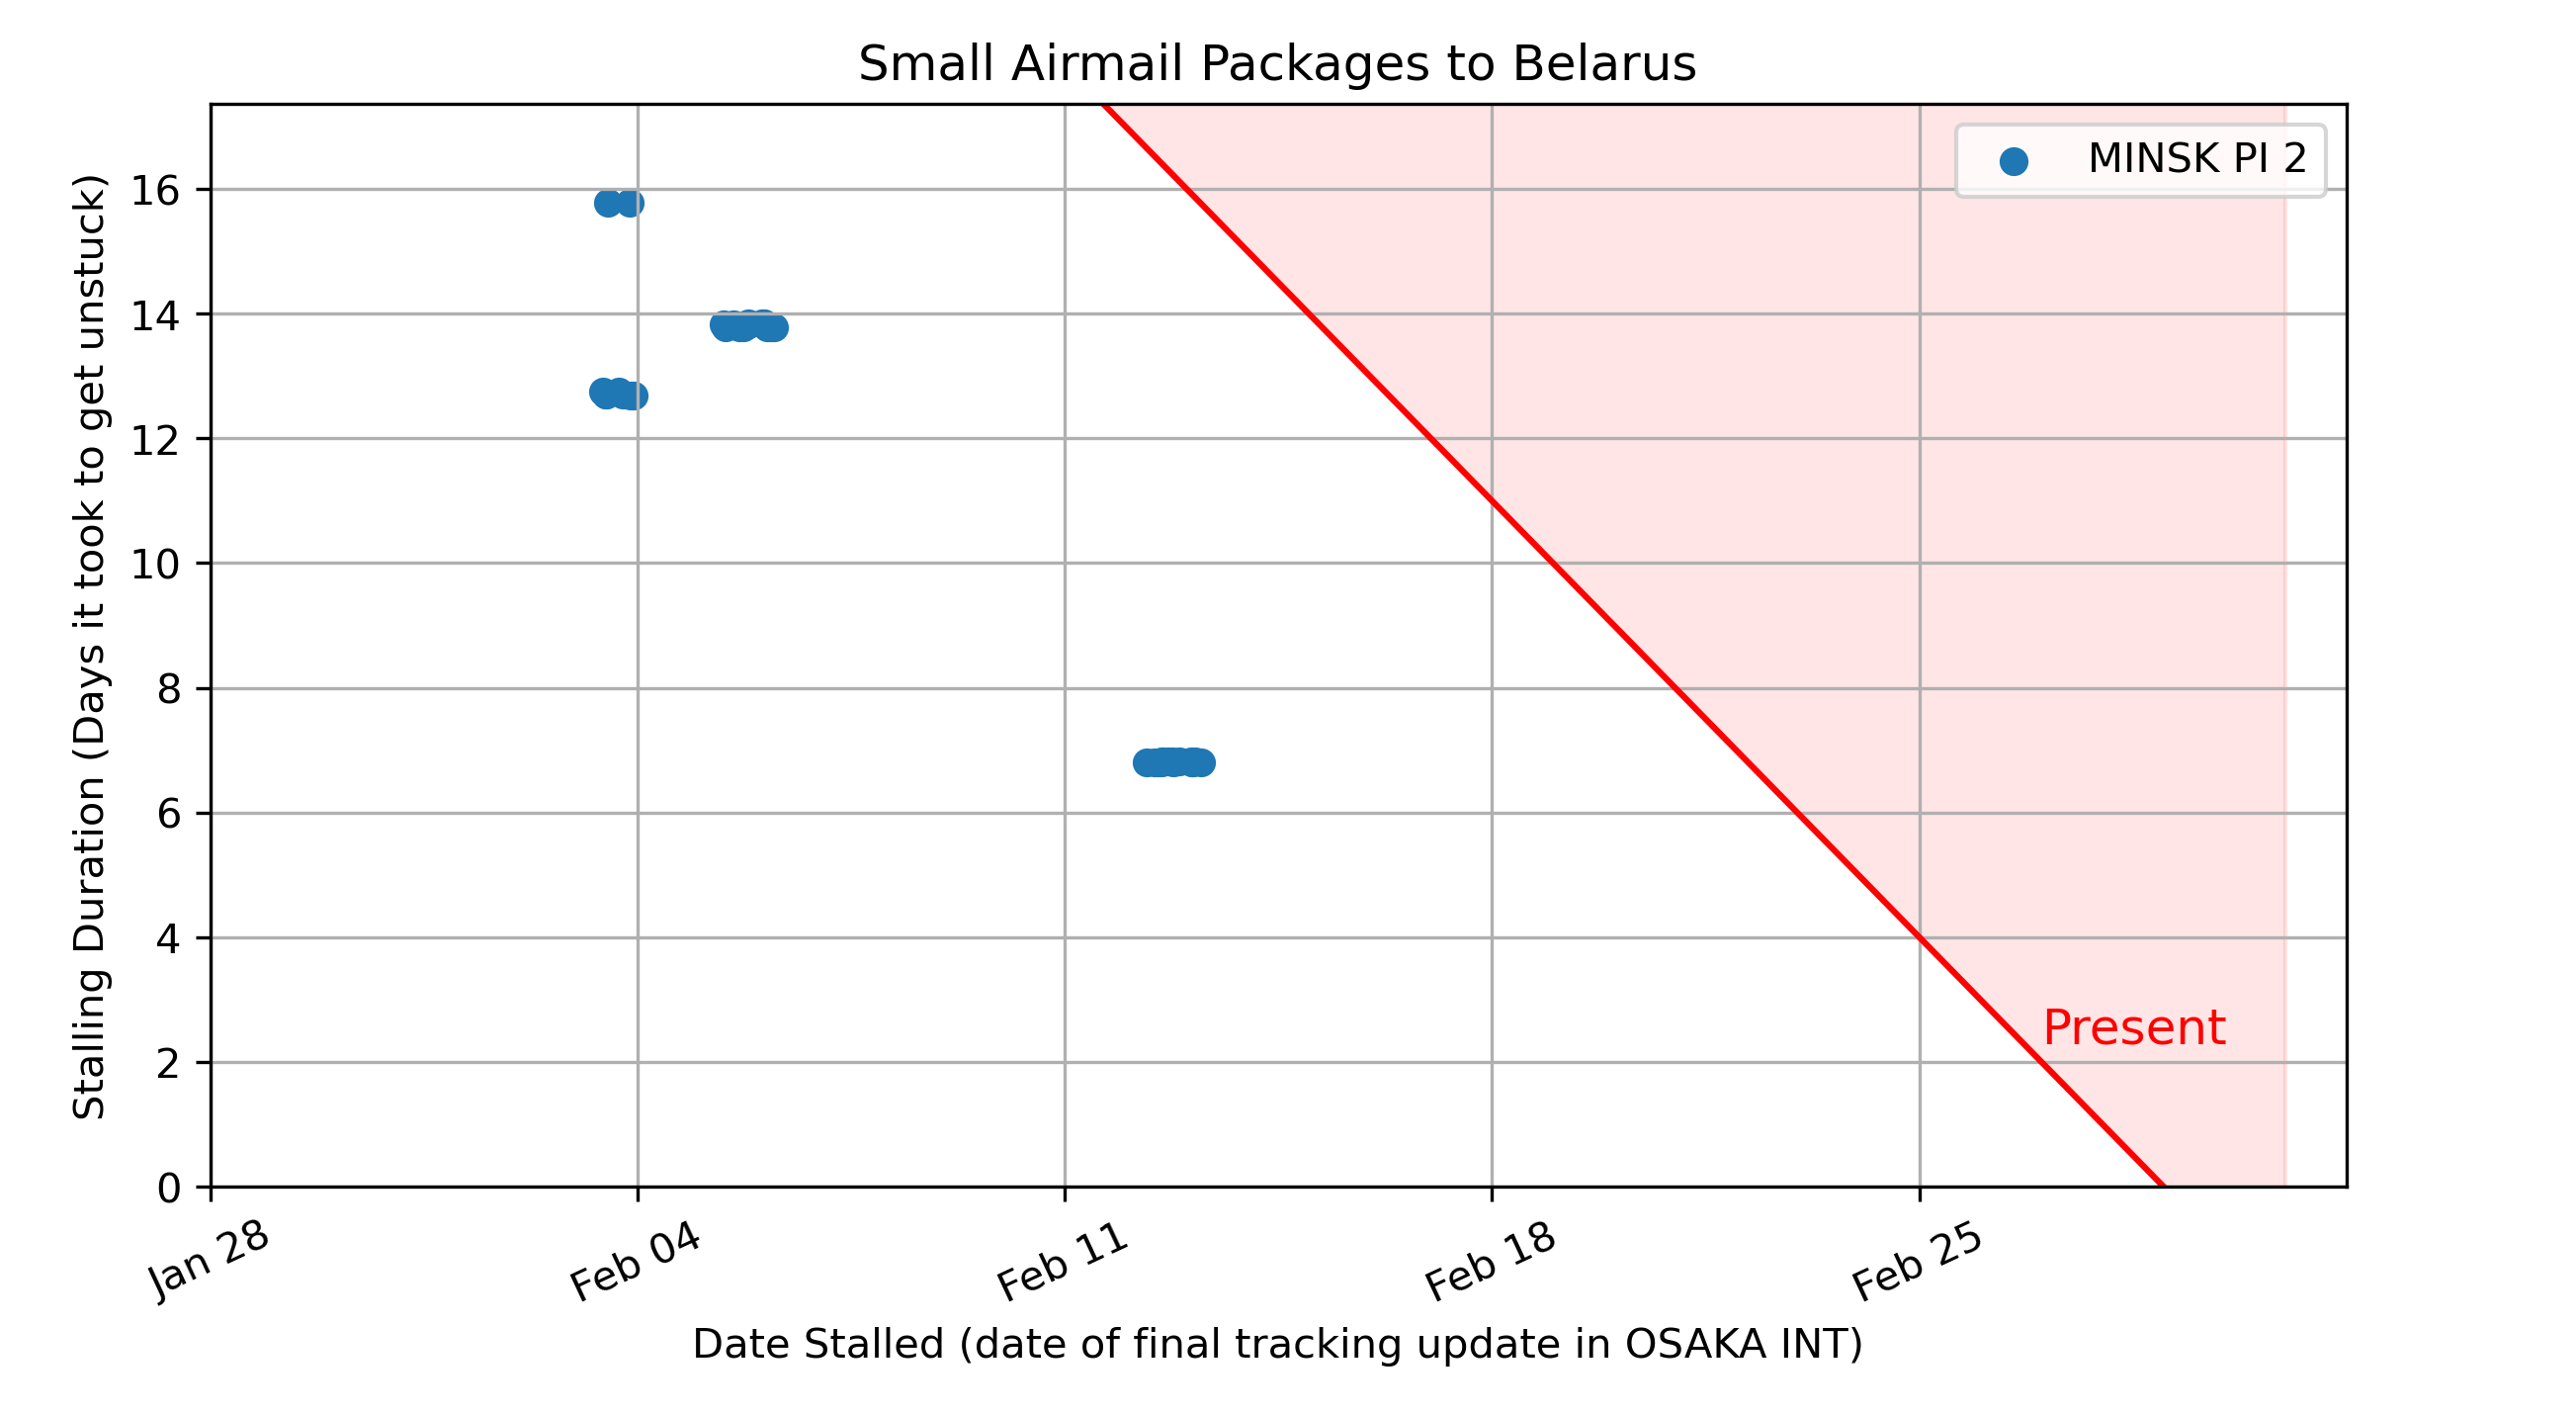 Small Airmail Packages to Belarus
MINSK PI 2
Stalling Duration (Days it took to get unstuck)
16
14
12
10
8
6
4
2
0
Present
Jan 28
Feb 04
Feb 11
Feb 18
Feb 25
Date Stalled (date of final tracking update in OSAKA INT)